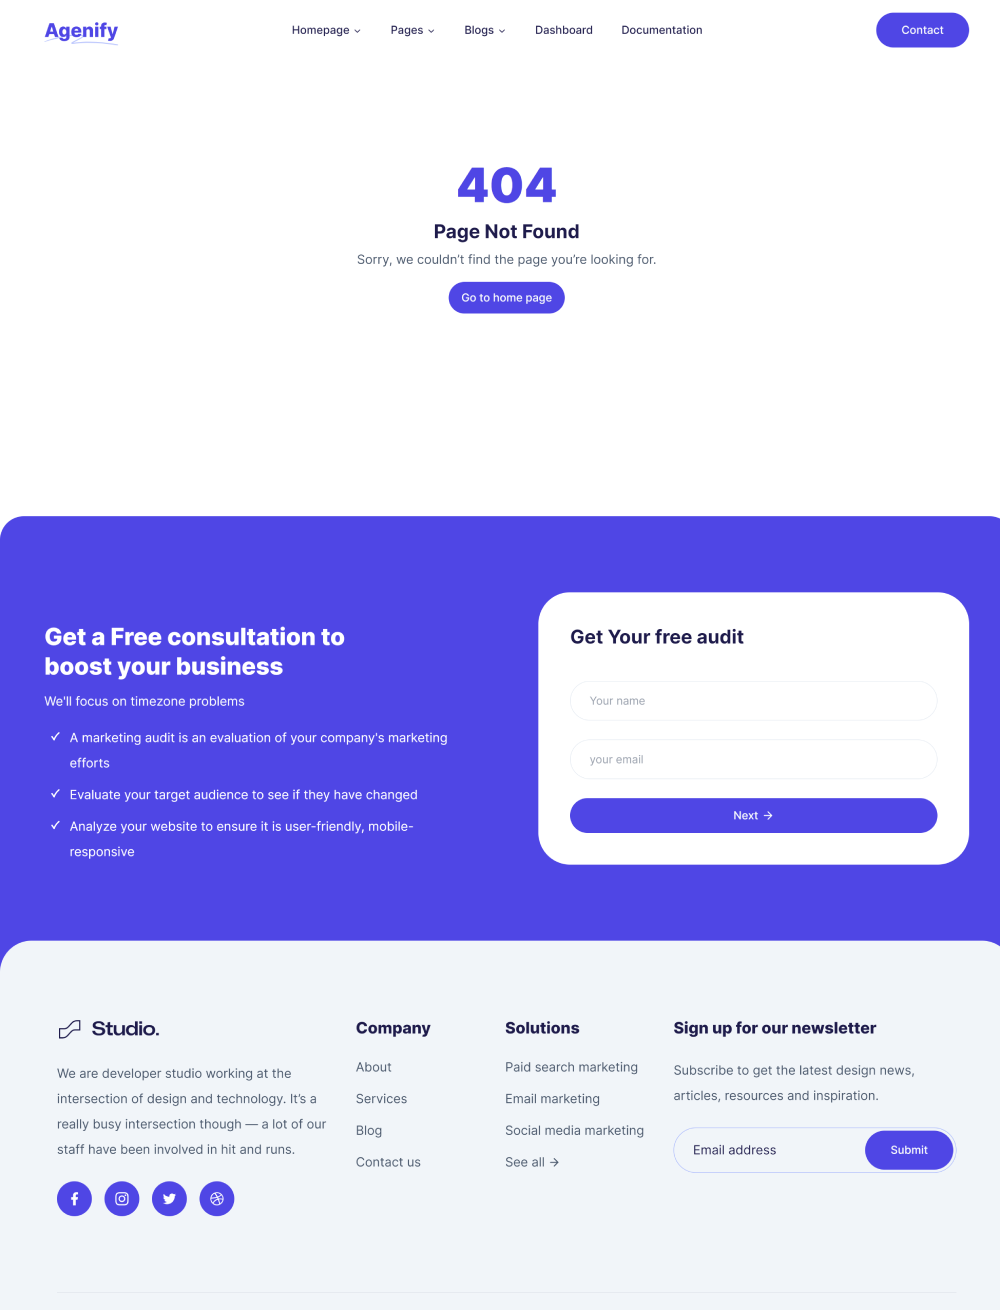 Agenify
Homepage
Pages
Blogs
Dashboard
Documentation
Contact
404
Page Not Found
Sorry, we couldn't find the page you're looking for.
Go to home page
Get a Free consultation to
boost your business
We'll focus on timezone problems
A marketing audit is an evaluation of your company's marketing
efforts
Evaluate your target audience to see if they have changed
Analyze your website to ensure it is user-friendly, mobile-
responsive
Get Your free audit
Your name
your email
Next →
Studio.
We are developer studio working at the
intersection of design and technology. It's a
really busy intersection though — a lot of our
staff have been involved in hit and runs.
Company
About
Services
Blog
Contact us
Solutions
Paid search marketing
Email marketing
Social media marketing
See all →
Sign up for our newsletter
Subscribe to get the latest design news,
articles, resources and inspiration.
Email address
Submit